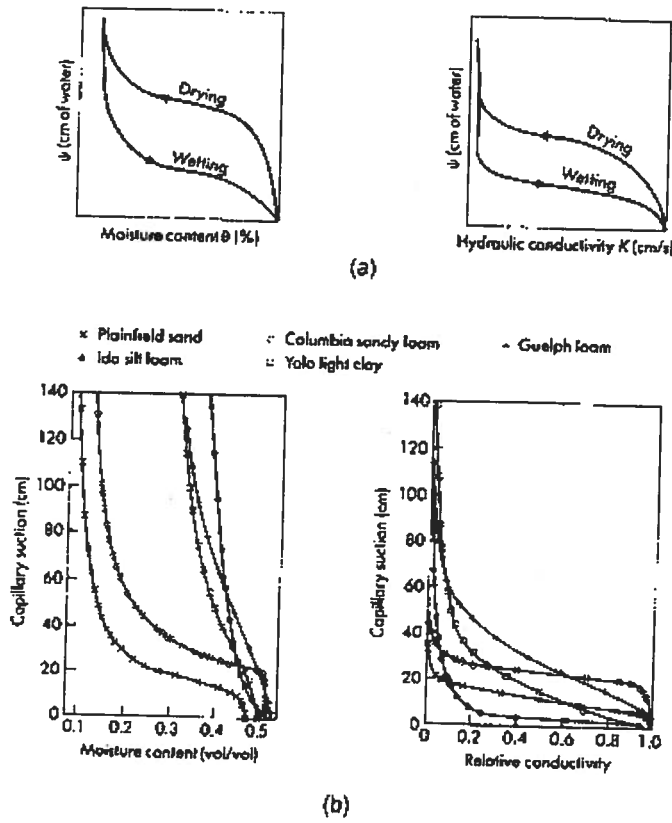 ψ (cm of water)
Drying
Wetting
Moisture content θ (%)
ψ (cm of water)
Drying
Wetting
Hydraulic conductivity K (cm/s)
(a)
Plainfield sand
Columbia sandy loam
Guelph loam
Ida silt loam
Yolo light clay
140
120
100
80
60
40
20
0
Capillary suction (cm)
0.1 0.2 0.3 0.4 0.5
Moisture content (vol/vol)
140
120
100
80
60
40
20
0
Capillary suction (cm)
0 0.2 0.4 0.6 0.8 1.0
Relative conductivity
(b)